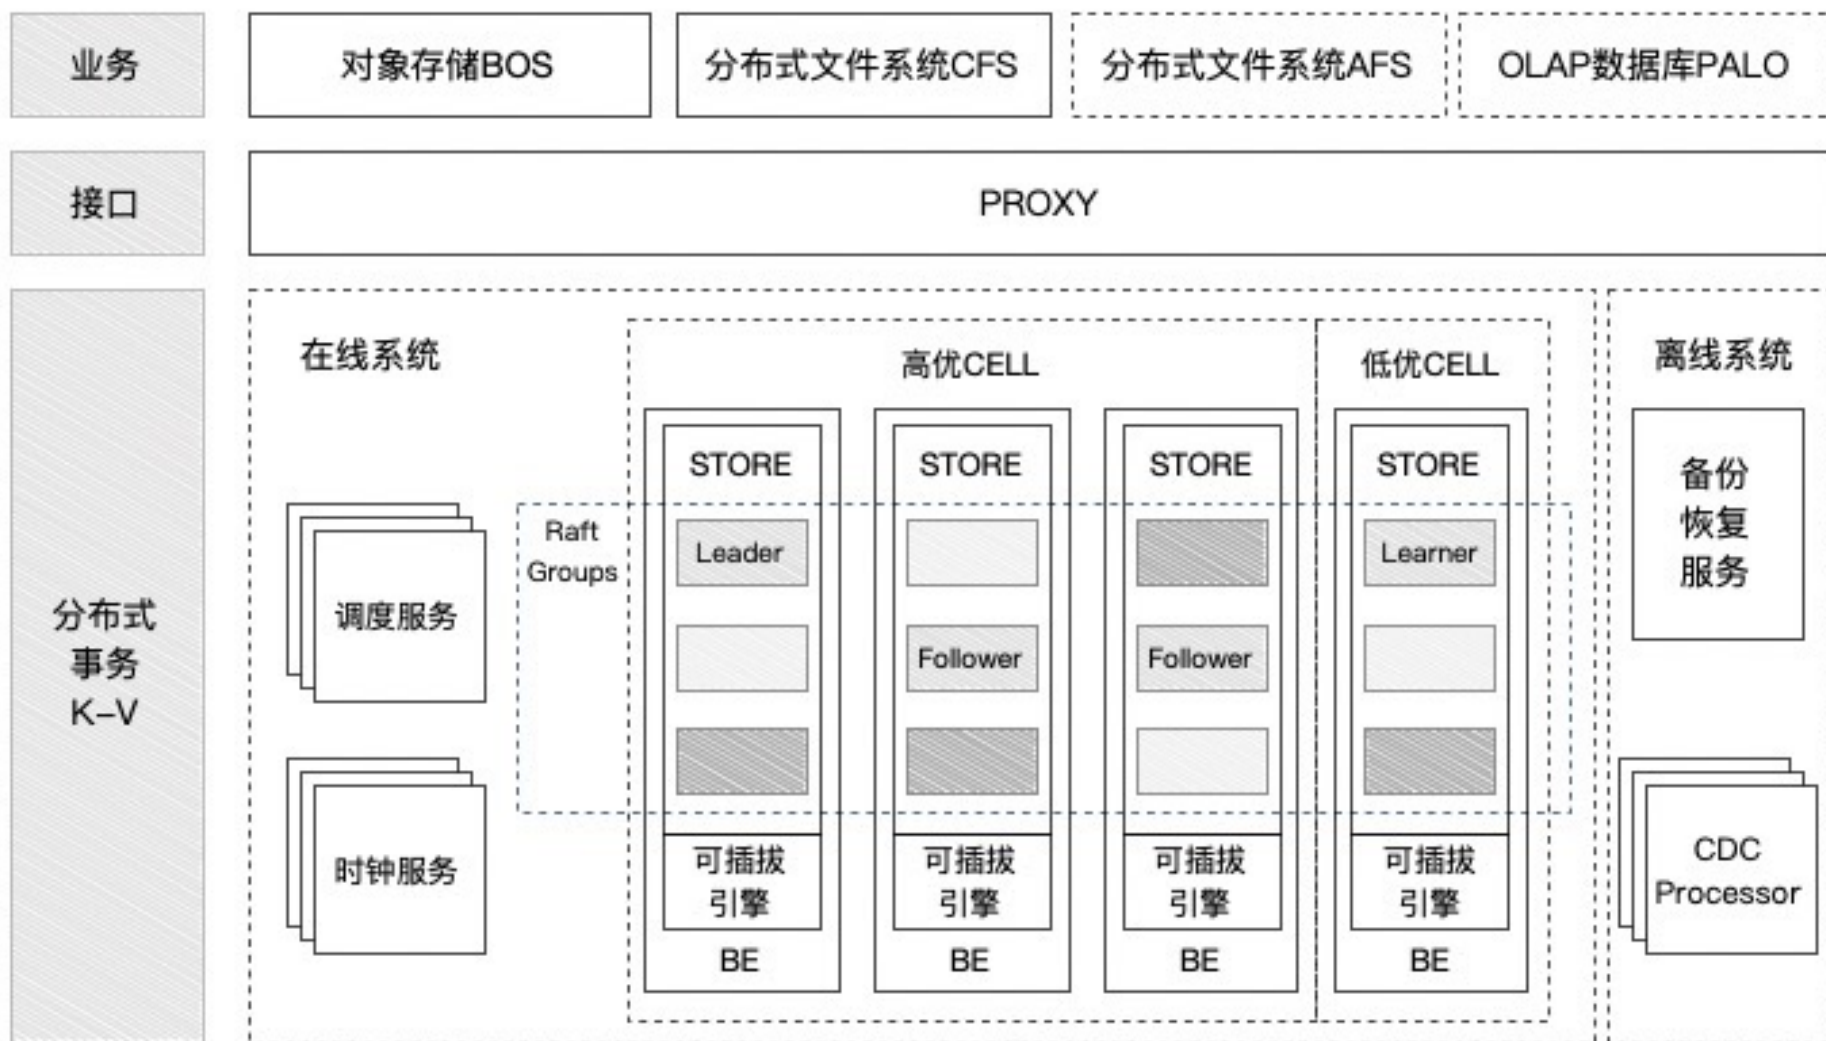 业务
对象存储BOS
分布式文件系统CFS
分布式文件系统AFS
OLAP数据库PALO
接口
PROXY
分布式
事务
K-V
在线系统
调度服务
时钟服务
Raft
Groups
高优CELL
低优CELL
STORE
STORE
STORE
STORE
Leader
Learner
Follower
Follower
可插拔
引擎
可插拔
引擎
可插拔
引擎
可插拔
引擎
BE
BE
BE
BE
离线系统
备份
恢复
服务
CDC
Processor